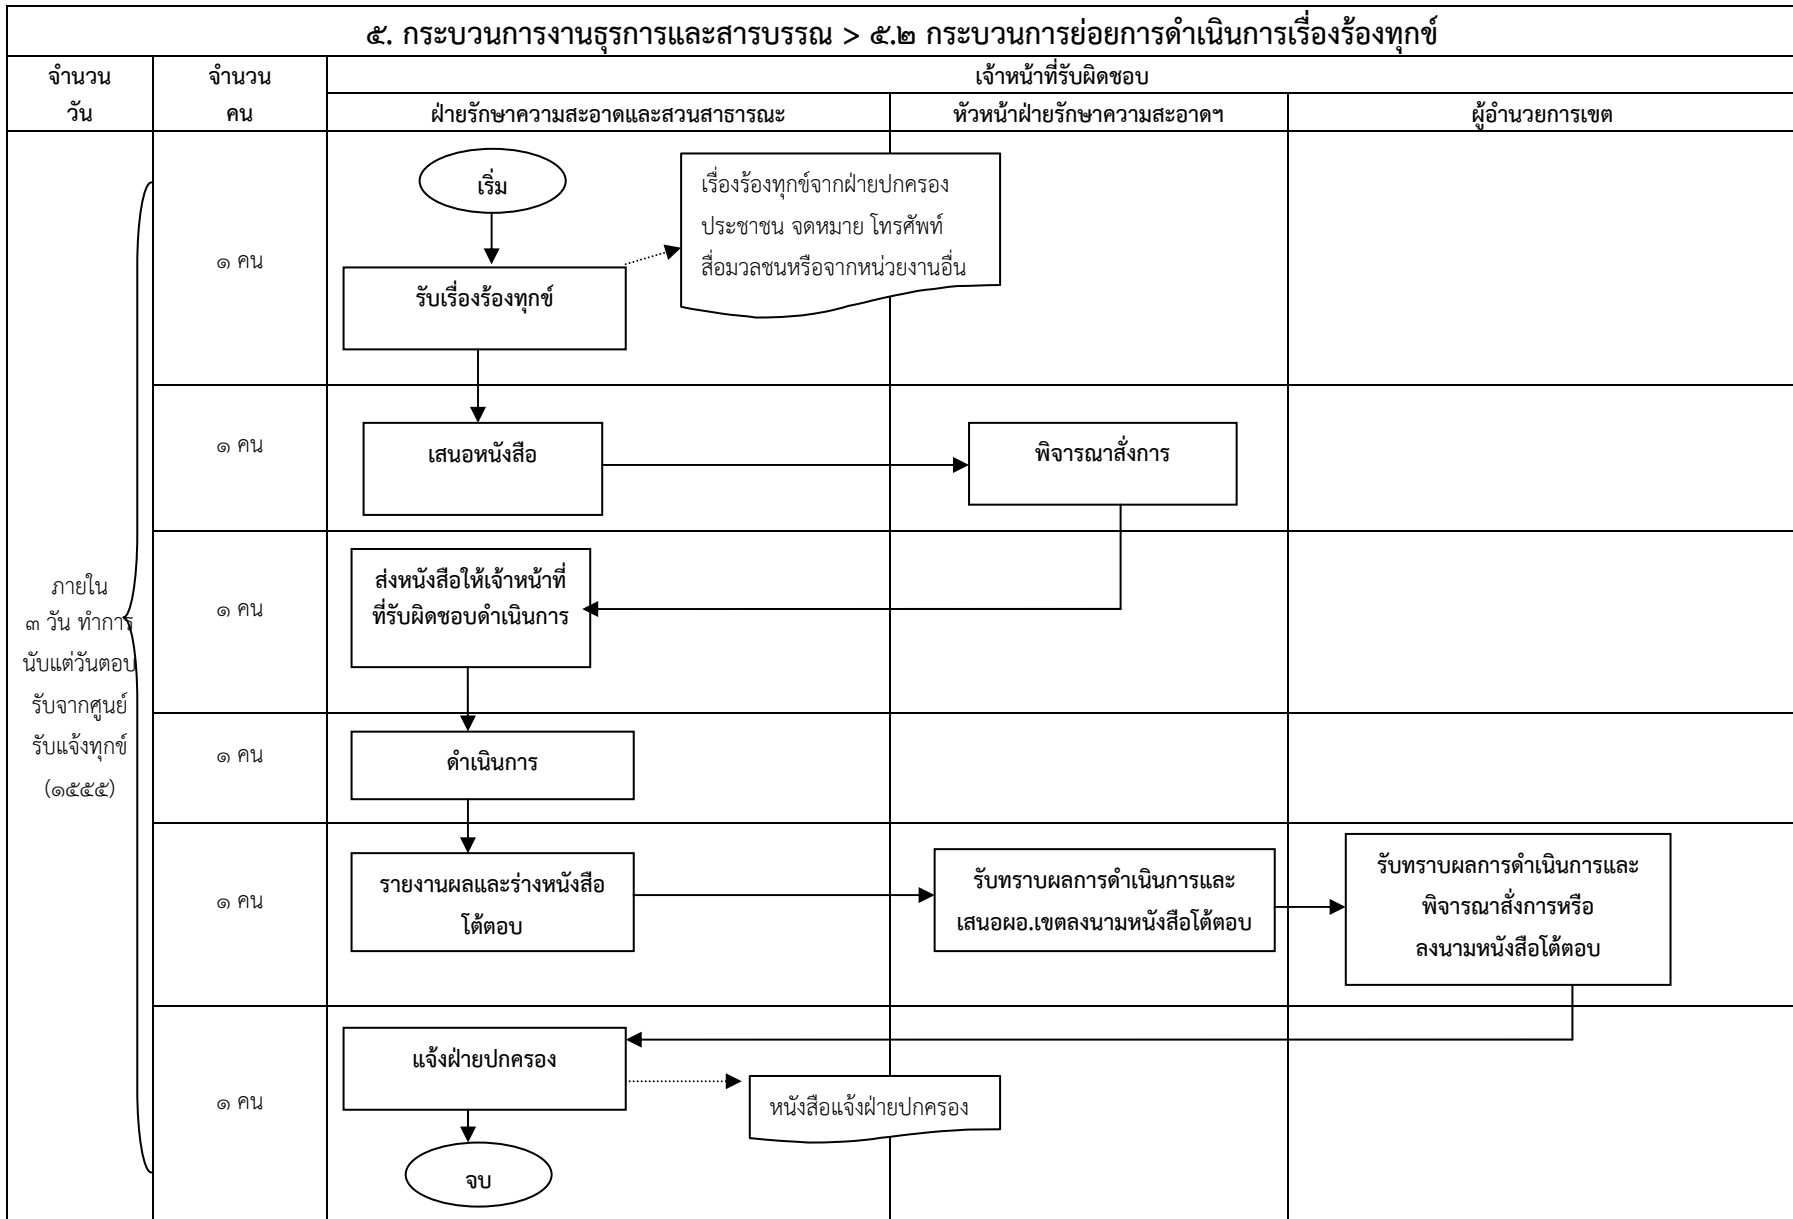 ๕. กระบวนการงานธุรการและสารบรรณ > ๕.๒ กระบวนการย่อยการดำเนินการเรื่องร้องทุกข์
จำนวน
วัน
จำนวน
คน
เจ้าหน้าที่รับผิดชอบ
ฝ่ายรักษาความสะอาดและสวนสาธารณะ
หัวหน้าฝ่ายรักษาความสะอาดฯ
ผู้อำนวยการเขต
ภายใน
๓ วัน ทำการ
นับแต่วันตอบ
รับจากศูนย์
รับแจ้งทุกข์
(๑๕๕๕)
๑ คน
เริ่ม
รับเรื่องร้องทุกข์
เรื่องร้องทุกข์จากฝ่ายปกครอง
ประชาชน จดหมาย โทรศัพท์
สื่อมวลชนหรือจากหน่วยงานอื่น
๑ คน
เสนอหนังสือ
พิจารณาสั่งการ
๑ คน
ส่งหนังสือให้เจ้าหน้าที่
ที่รับผิดชอบดำเนินการ
๑ คน
ดำเนินการ
๑ คน
รายงานผลและร่างหนังสือ
โต้ตอบ
รับทราบผลการดำเนินการและ
เสนอผอ.เขตลงนามหนังสือโต้ตอบ
รับทราบผลการดำเนินการและ
พิจารณาสั่งการหรือ
ลงนามหนังสือโต้ตอบ
๑ คน
แจ้งฝ่ายปกครอง
หนังสือแจ้งฝ่ายปกครอง
จบ